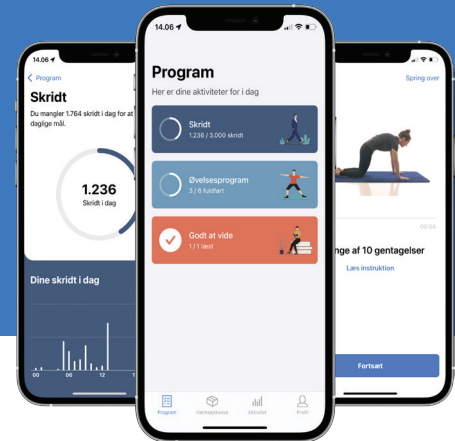 14.06
Program
Skridt
Du mangler 1.764 skridt i dag for at
daglige mål.
1.236
Skridt i dag
Dine skridt i dag
00 06 12
14.06
Program
Her er dine aktiviteter for i dag
Skridt
1.236 / 3.000 skridt
Øvelsesprogram
3 / 6 fuldført
Godt at vide
1 / 1 læst
Program Værktøjskasse Aktivitet Profil
Spring over
00:04
nge af 10 gentagelser
Læs instruktion
Fortsæt